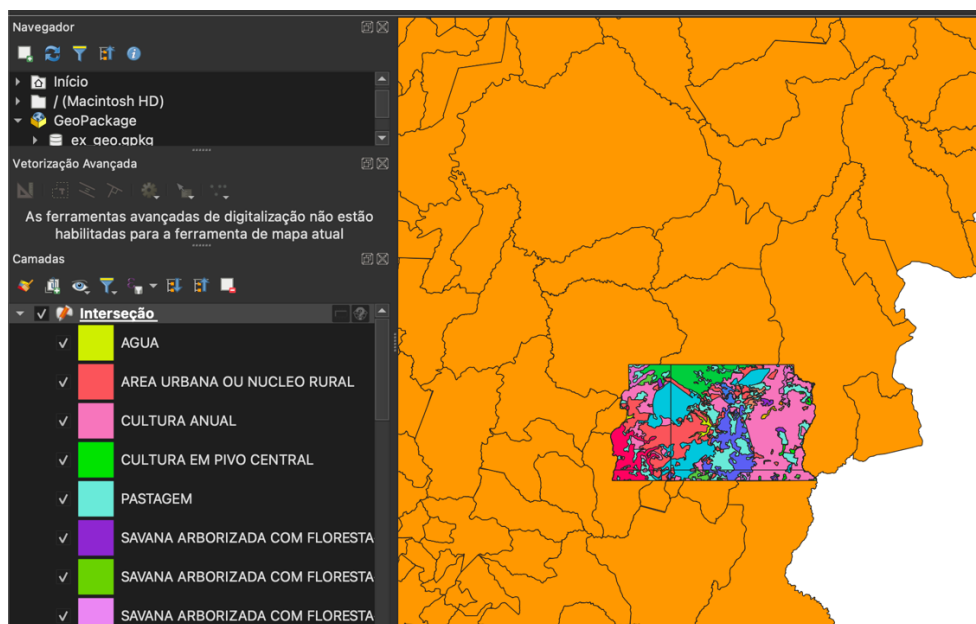 Navegador
Início
/ (Macintosh HD)
GeoPackage
ex_geo.gpkg
Vetorização Avançada
As ferramentas avançadas de digitalização não estão
habilitadas para a ferramenta de mapa atual
Camadas
Interseção
AGUA
AREA URBANA OU NUCLEO RURAL
CULTURA ANUAL
CULTURA EM PIVO CENTRAL
PASTAGEM
SAVANA ARBORIZADA COM FLORESTA
SAVANA ARBORIZADA COM FLORESTA
SAVANA ARBORIZADA COM FLORESTA